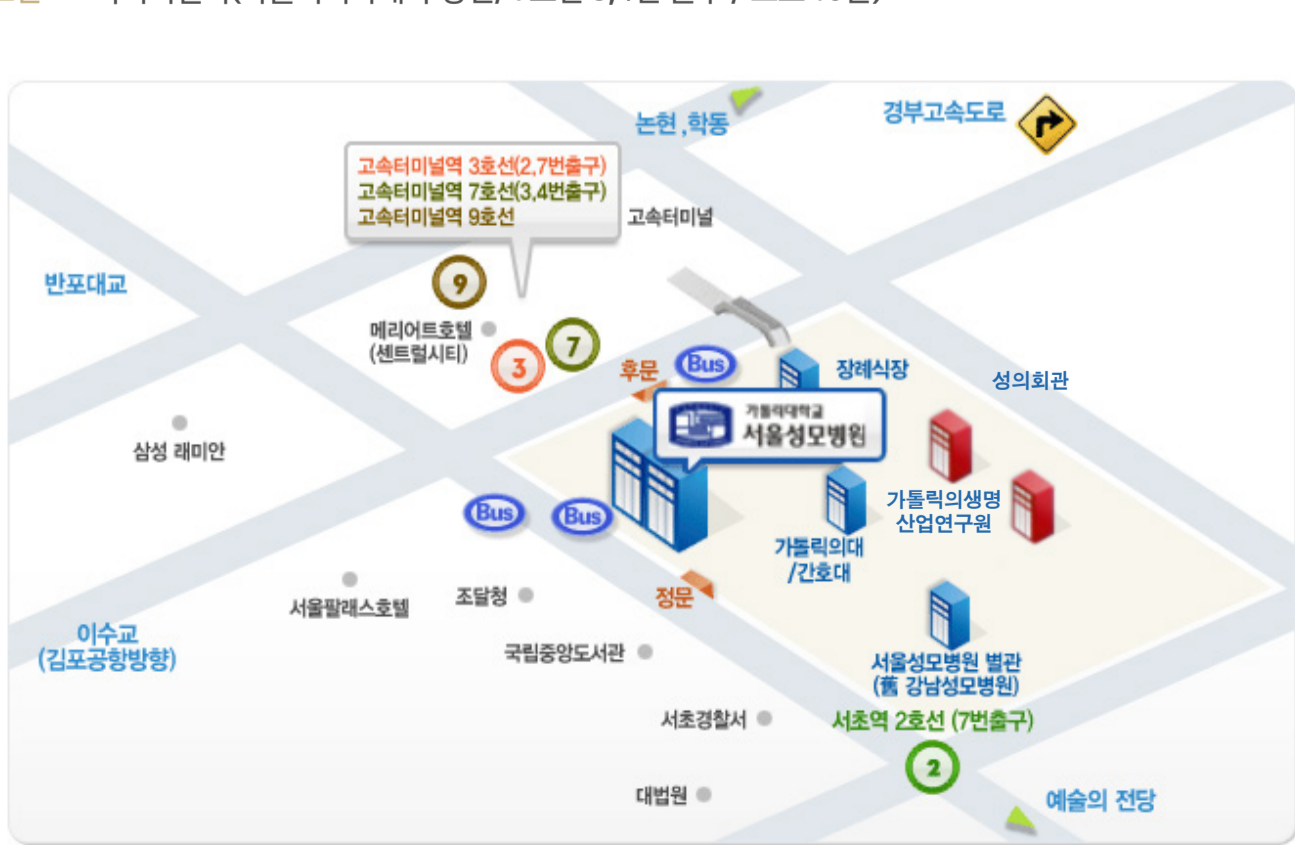 논현 ,학동
경부고속도로
고속터미널역 3호선(2,7번출구)
고속터미널역 7호선(3,4번출구)
고속터미널역 9호선
고속터미널
반포대교
9
메리어트호텔
(센트럴시티)
3
7
후문
Bus
장례식장
성의회관
가톨릭대학교
서울성모병원
삼성 래미안
가톨릭의생명
산업연구원
Bus
Bus
가톨릭의대
/간호대
서울팔래스호텔
조달청
정문
이수교
(김포공항방향)
국립중앙도서관
서울성모병원 별관
(舊 강남성모병원)
서초경찰서
서초역 2호선 (7번출구)
2
대법원
예술의 전당